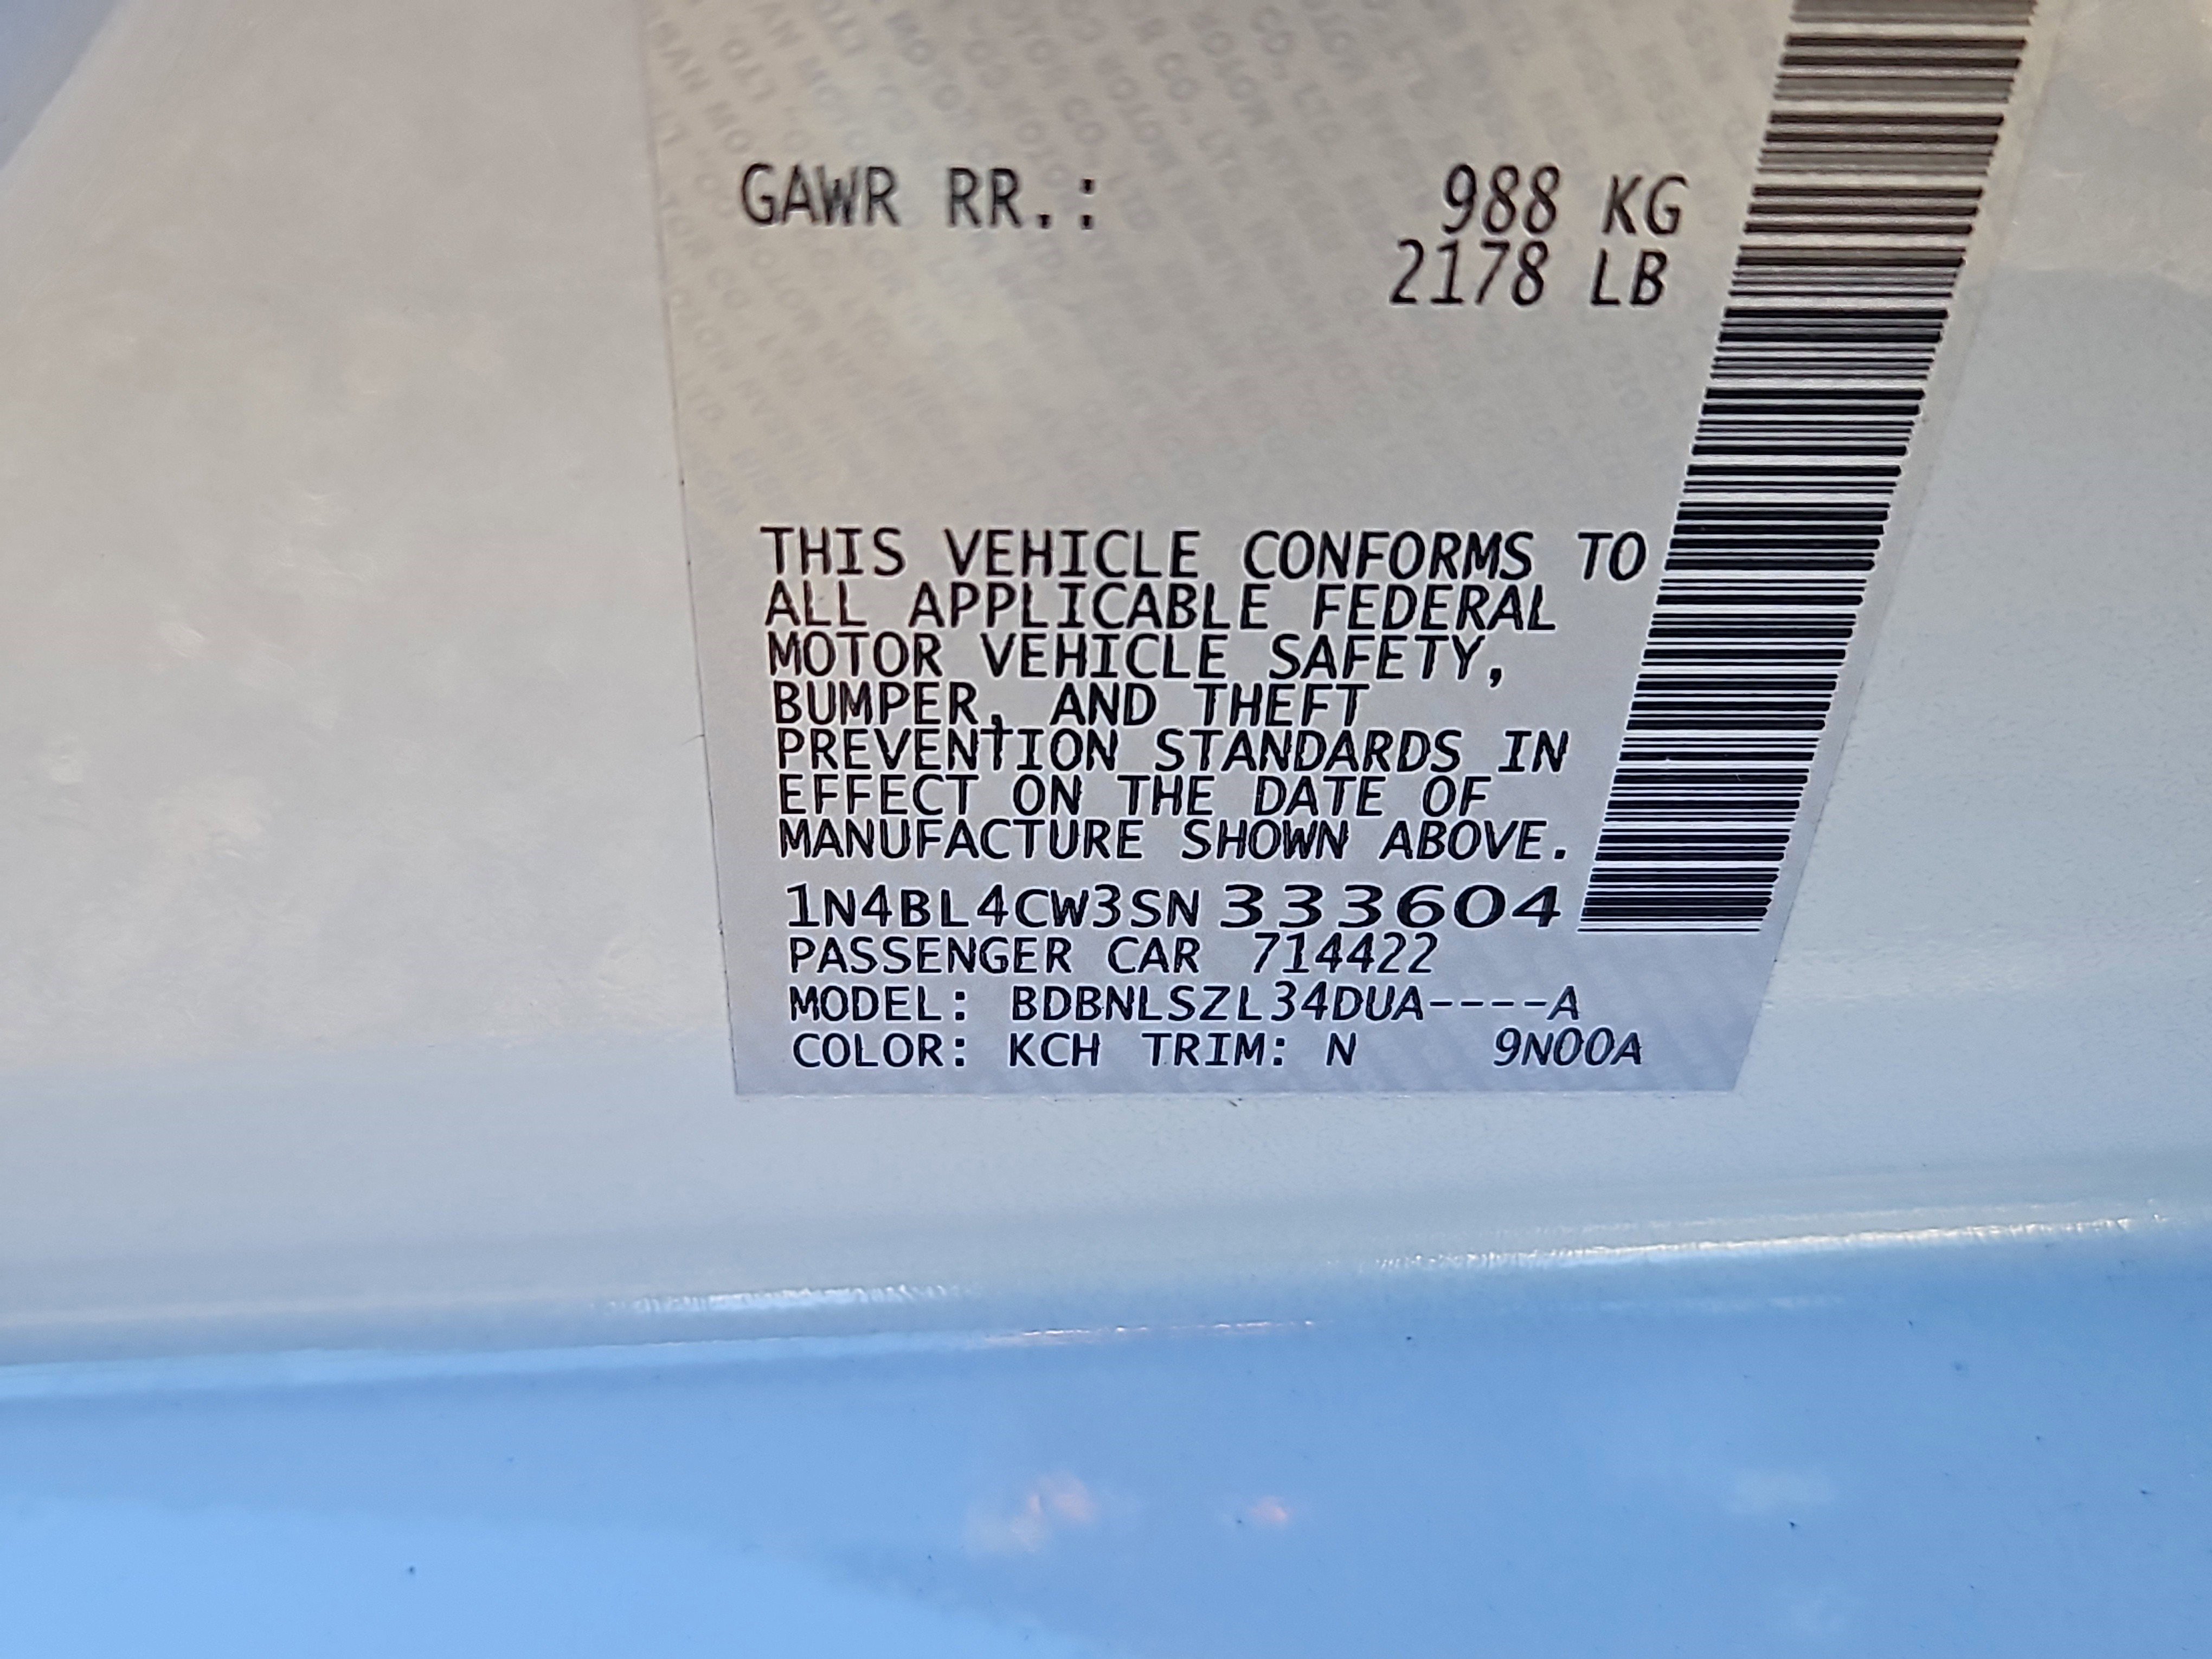 GAWR RR.: 988 KG
2178 LB
THIS VEHICLE CONFORMS TO
ALL APPLICABLE FEDERAL
MOTOR VEHICLE SAFETY,
BUMPER, AND THEFT
PREVENTION STANDARDS IN
EFFECT ON THE DATE OF
MANUFACTURE SHOWN ABOVE.
1N4BL4CW3SN333604
PASSENGER CAR 714422
MODEL: BDBNLSZL34DUA----A
COLOR: KCH TRIM: N 9N00A